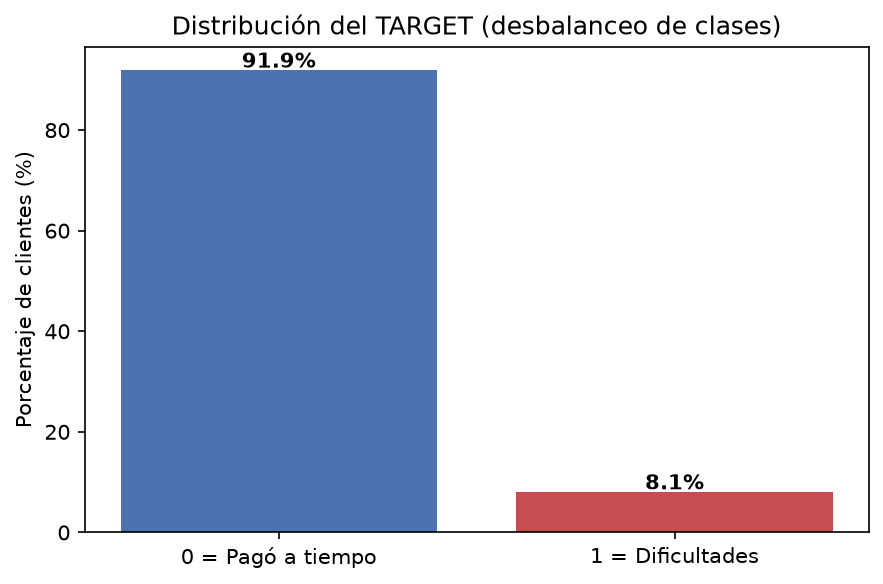 Distribución del TARGET (desbalanceo de clases)
91.9%
80
60
40
20
0
Porcentaje de clientes (%)
8.1%
0 = Pagó a tiempo
1 = Dificultades